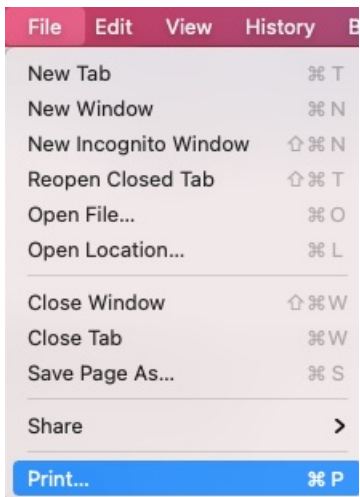 File Edit View History B
New Tab ⌘ T
New Window ⌘ N
New Incognito Window ⇧ ⌘ N
Reopen Closed Tab ⇧ ⌘ T
Open File... ⌘ O
Open Location... ⌘ L
Close Window ⇧ ⌘ W
Close Tab ⌘ W
Save Page As... ⌘ S
Share >
Print... ⌘ P